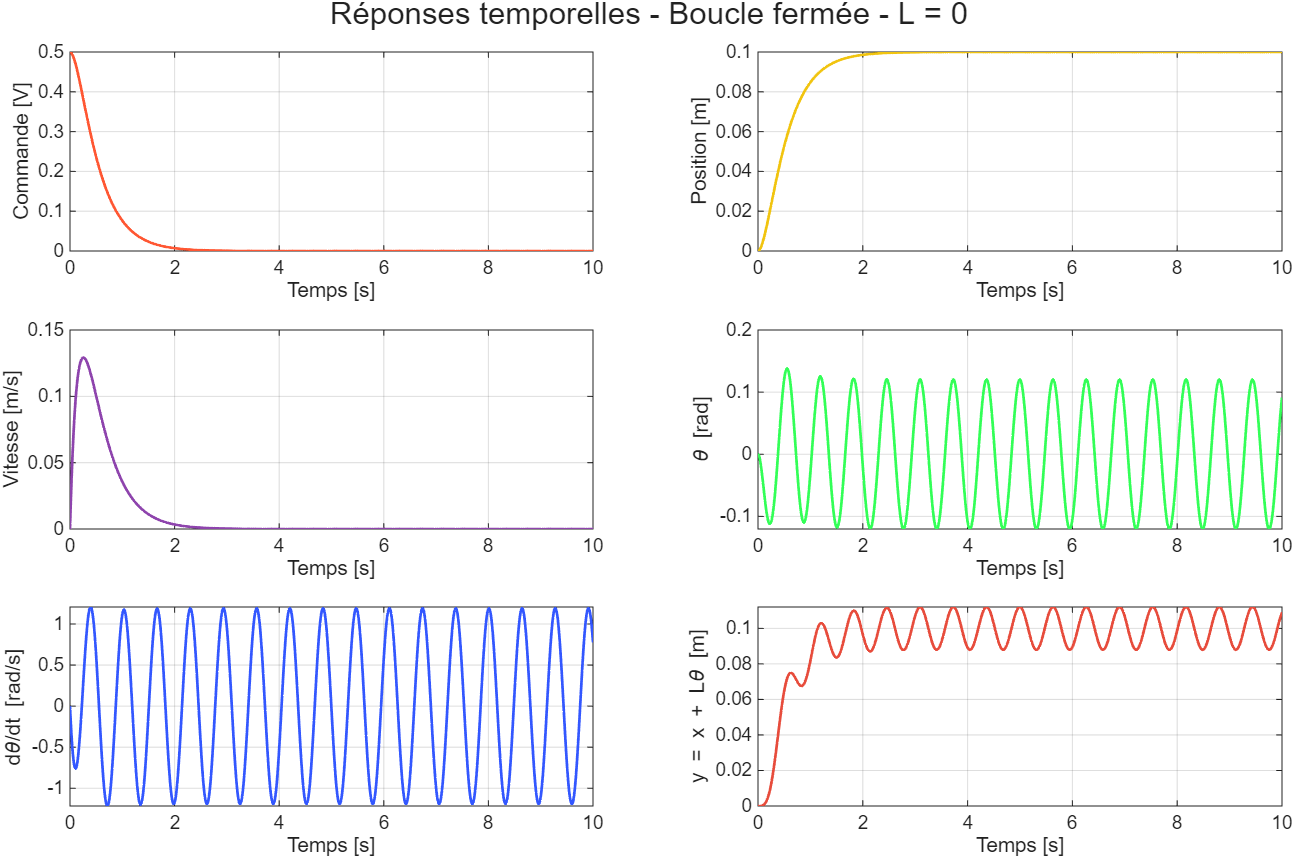 Réponses temporelles - Boucle fermée - L = 0
Commande [V]
0.5
0.4
0.3
0.2
0.1
0
0 2 4 6 8 10
Temps [s]
Position [m]
0.1
0.08
0.06
0.04
0.02
0
0 2 4 6 8 10
Temps [s]
Vitesse [m/s]
0.15
0.1
0.05
0
0 2 4 6 8 10
Temps [s]
θ [rad]
0.2
0.1
0
-0.1
0 2 4 6 8 10
Temps [s]
dθ/dt [rad/s]
1
0.5
0
-0.5
-1
0 2 4 6 8 10
Temps [s]
y = x + Lθ [m]
0.1
0.08
0.06
0.04
0.02
0
0 2 4 6 8 10
Temps [s]